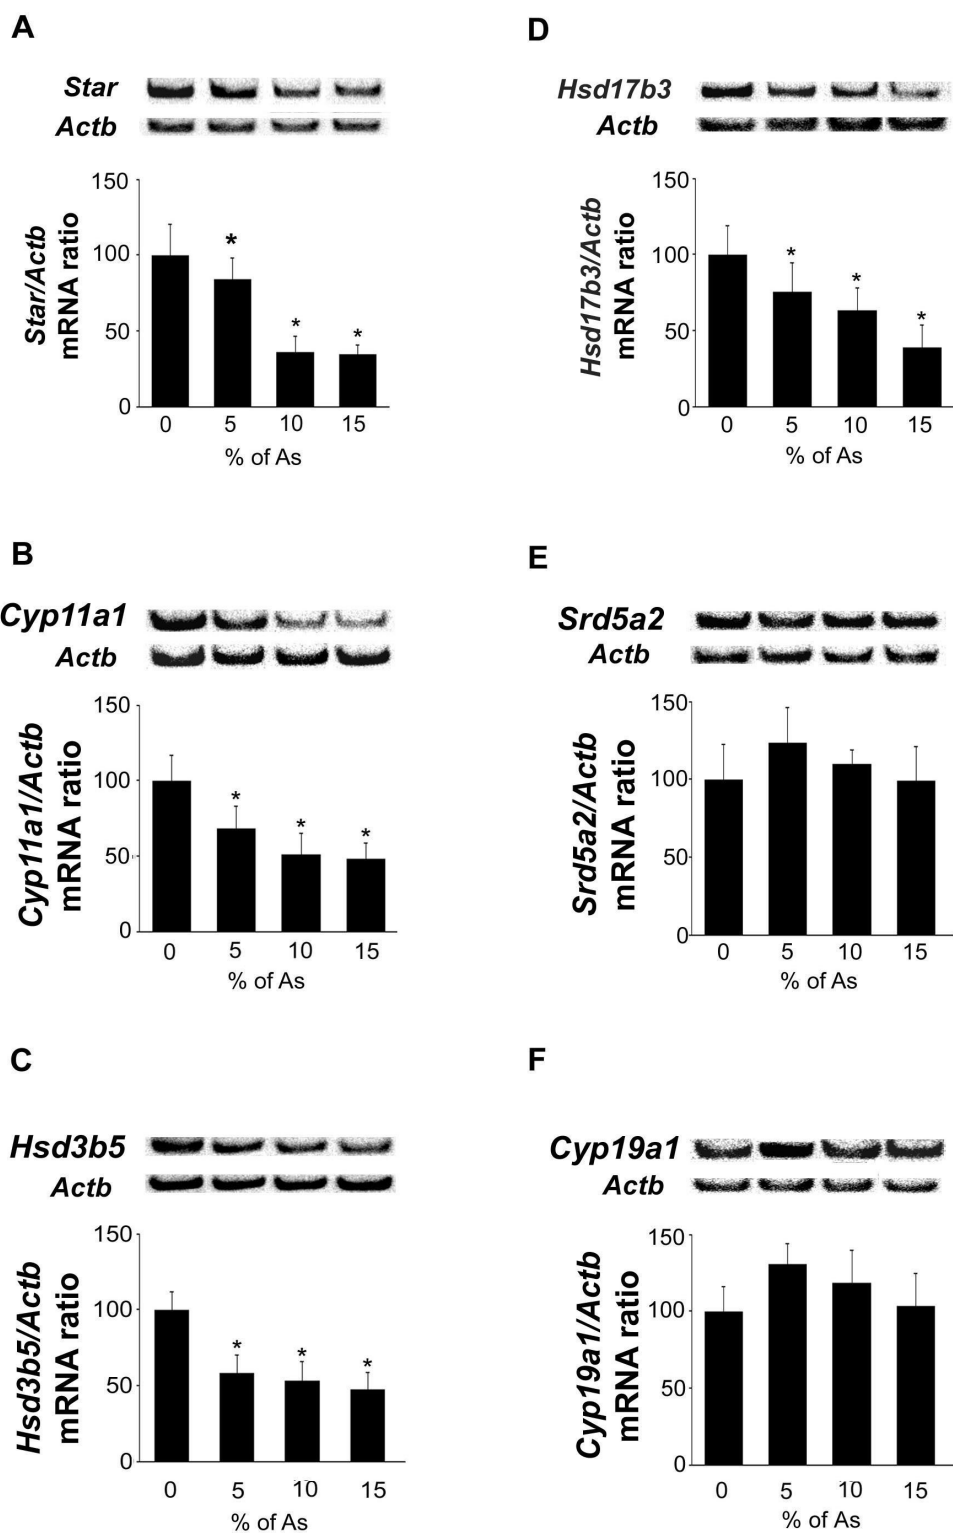 A
Star
Actb
Star/Actb
mRNA ratio
150
100
50
0
*
*
*
0 5 10 15
% of As
D
Hsd17b3
Actb
Hsd17b3/Actb
mRNA ratio
150
100
50
0
*
*
*
0 5 10 15
% of As
B
Cyp11a1
Actb
Cyp11a1/Actb
mRNA ratio
150
100
50
0
*
*
*
0 5 10 15
% of As
E
Srd5a2
Actb
Srd5a2/Actb
mRNA ratio
150
100
50
0
0 5 10 15
% of As
C
Hsd3b5
Actb
Hsd3b5/Actb
mRNA ratio
150
100
50
0
*
*
*
0 5 10 15
% of As
F
Cyp19a1
Actb
Cyp19a1/Actb
mRNA ratio
150
100
50
0
0 5 10 15
% of As